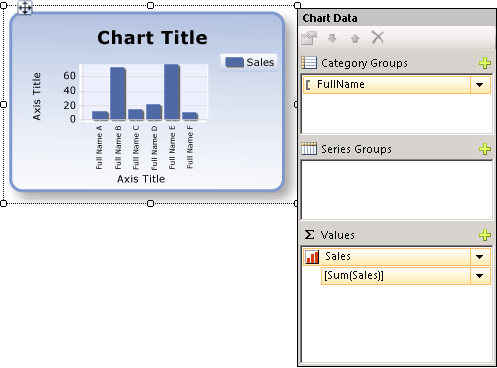 Chart Title
Sales
Axis Title
60
40
20
0
Full Name A
Full Name B
Full Name C
Full Name D
Full Name E
Full Name F
Axis Title
Chart Data
Category Groups
FullName
Series Groups
Σ Values
Sales
[Sum(Sales)]